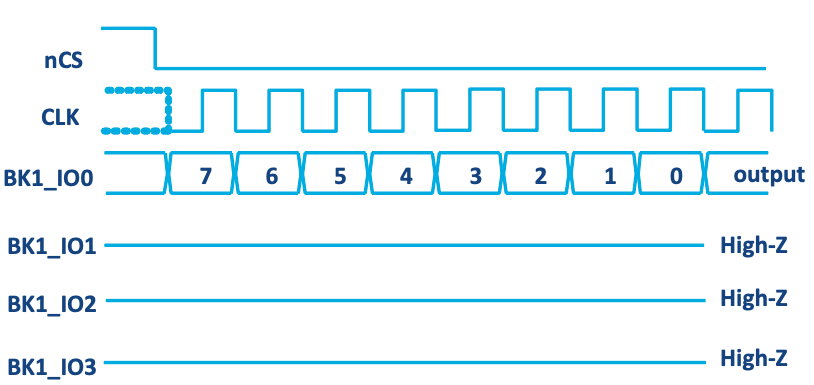 nCS
CLK
BK1_IO0 7 6 5 4 3 2 1 0 output
BK1_IO1 High-Z
BK1_IO2 High-Z
BK1_IO3 High-Z